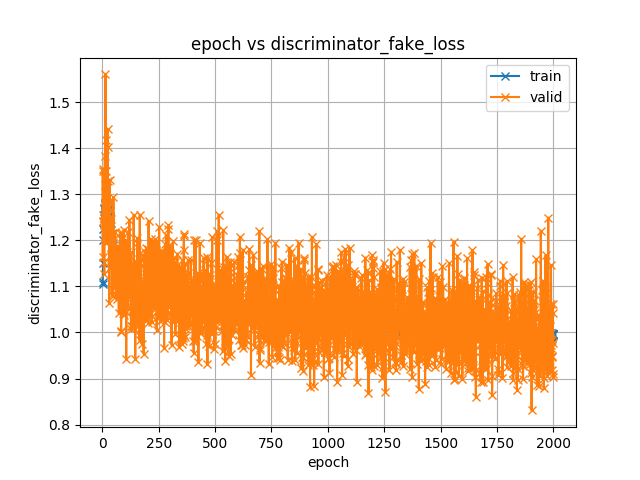 epoch vs discriminator_fake_loss
train
valid
discriminator_fake_loss
1.5
1.4
1.3
1.2
1.1
1.0
0.9
0.8
0 250 500 750 1000 1250 1500 1750 2000
epoch